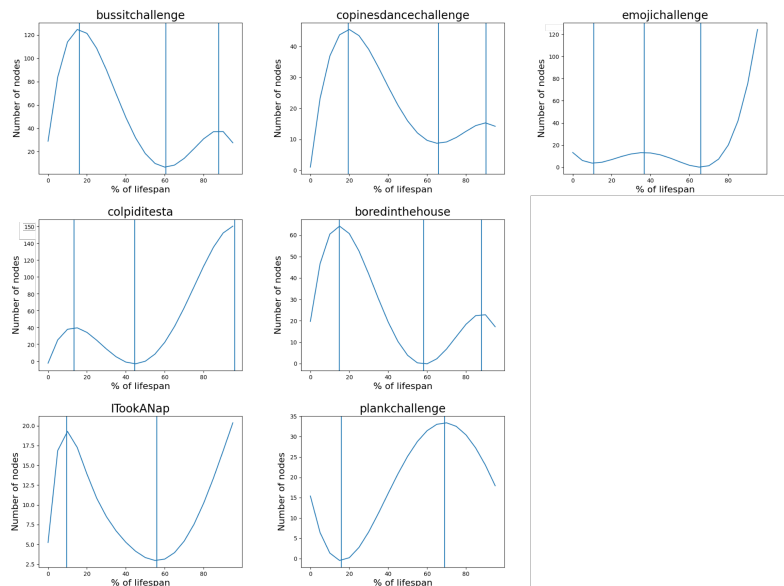 bussitchallenge
Number of nodes
120
100
80
60
40
20
0 20 40 60 80
% of lifespan
copinesdancechallenge
Number of nodes
40
30
20
10
0
0 20 40 60 80
% of lifespan
emojichallenge
Number of nodes
120
100
80
60
40
20
0
0 20 40 60 80
% of lifespan
colpiditesta
Number of nodes
150
140
120
100
80
60
40
20
0
0 20 40 60 80
% of lifespan
boredinthehouse
Number of nodes
60
50
40
30
20
10
0
0 20 40 60 80
% of lifespan
ITookANap
Number of nodes
20.0
17.5
15.0
12.5
10.0
7.5
5.0
2.5
0 20 40 60 80
% of lifespan
plankchallenge
Number of nodes
35
30
25
20
15
10
5
0
0 20 40 60 80
% of lifespan